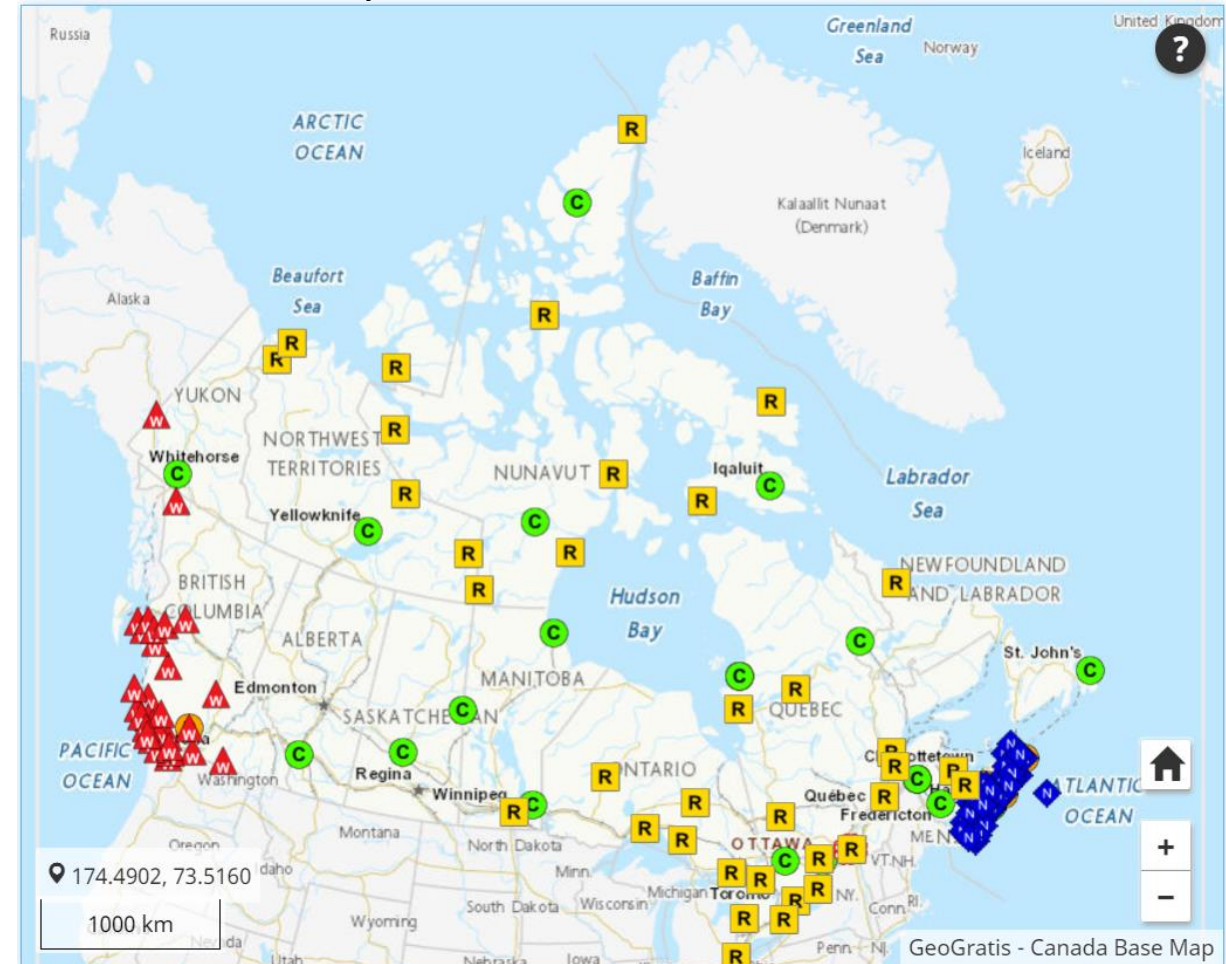 Russia
Greenland
Sea
Norway
United Kingdom
?
ARCTIC
OCEAN
R
Iceland
C
Kalaallit Nunaat
(Denmark)
Beaufort
Sea
Baffin
Bay
Alaska
R
R
R
R
YUKON
R
W
NORTHWEST
TERRITORIES
R
Whitehorse
C
NUNAVUT
R
Iqaluit
C
Labrador
Sea
W
R
R
Yellowknife
C
C
R
R
R
NEWFOUNDLAND
AND LABRADOR
R
BRITISH
COLUMBIA
Hudson
Bay
W
W
W
W
ALBERTA
C
C
St. John's
C
W
W
MANITOBA
C
R
Edmonton
W
W
SASKATCHEWAN
C
R
QUEBEC
W
W
W
PACIFIC
OCEAN
W
W
W
W
Washington
C
C
Regina
Winnipeg
R
C
R
ONTARIO
R
R
C
R
R
N
N
N
N
N
N
N
N
N
N
ATLANTIC
OCEAN
Québec
R
C
Fredericton
R
R
R
R
Oregon
Montana
North Dakota
Minn.
OTTAWA
C
R
R
VT.
NH.
174.4902, 73.5160
1000 km
Wyoming
South Dakota
Wisconsin
Michigan
Toronto
R
R
R
R
NY.
Conn.
RI.
R
R
R
Nevada
Utah
Nebraska
Iowa
Penn.
NJ.
+
−
GeoGratis - Canada Base Map